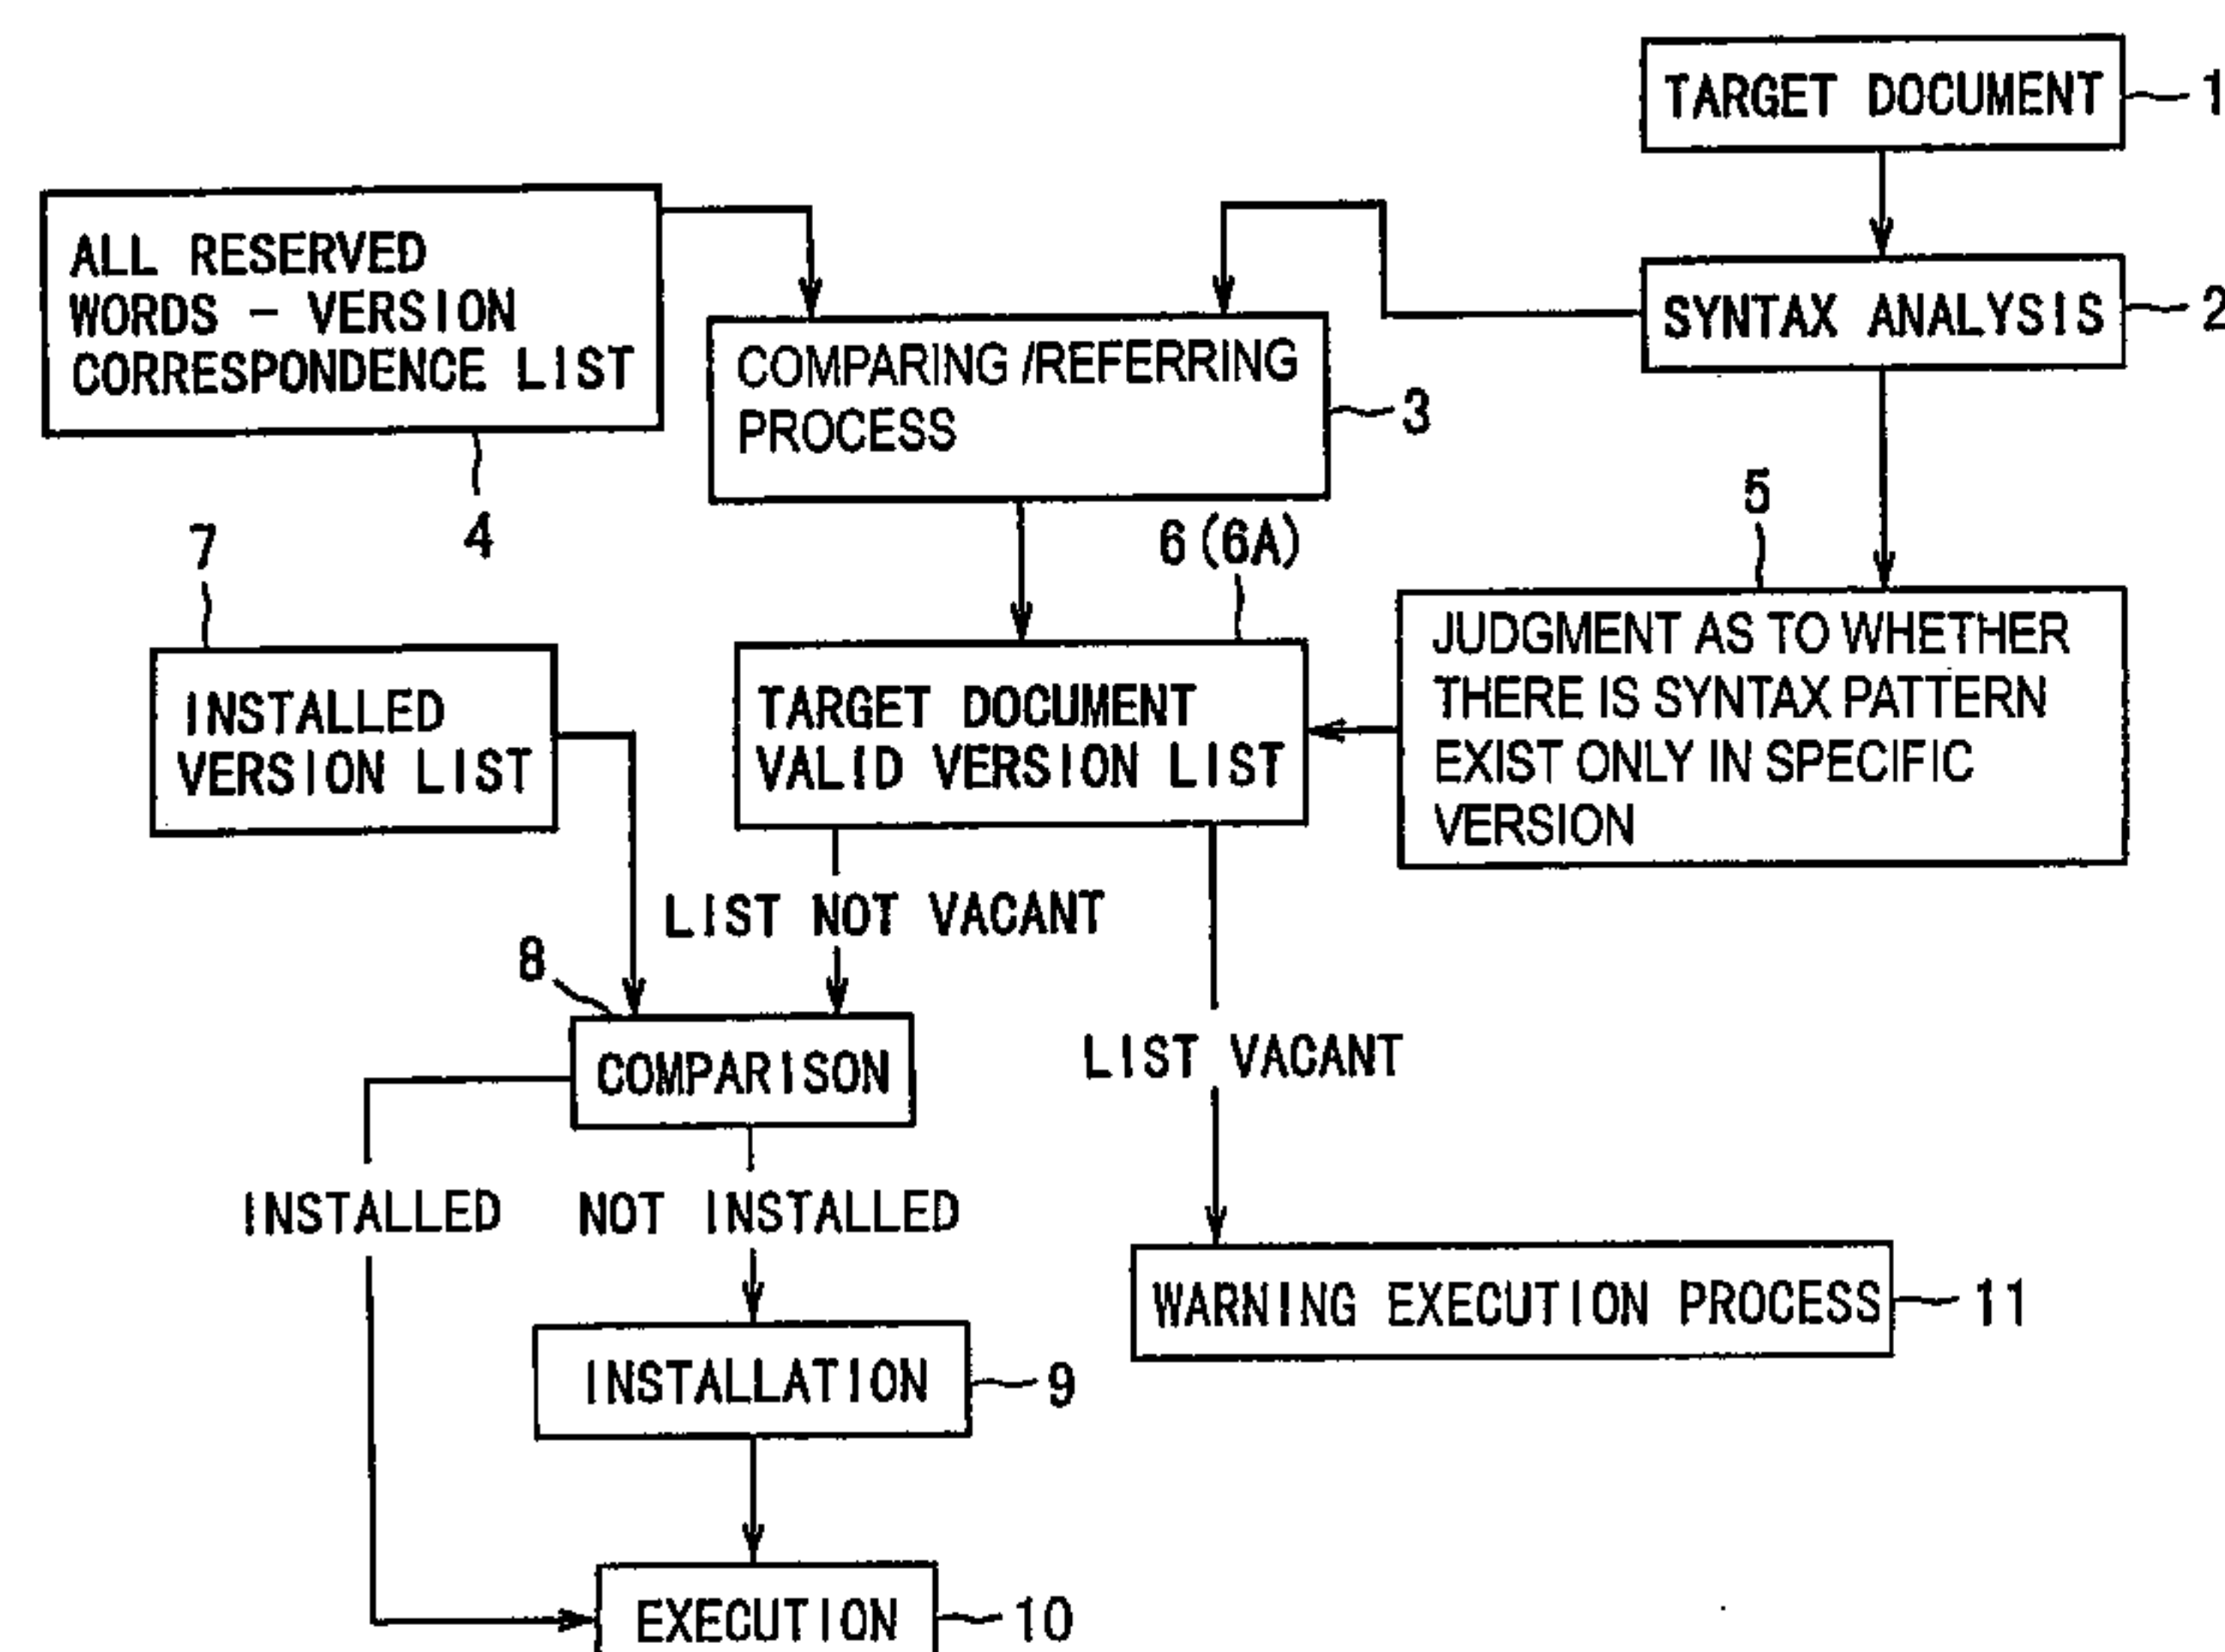 TARGET DOCUMENT
1
ALL RESERVED
WORDS - VERSION
CORRESPONDENCE LIST
4
COMPARING /REFERRING
PROCESS
3
SYNTAX ANALYSIS
2
7
INSTALLED
VERSION LIST
6(6A)
TARGET DOCUMENT
VALID VERSION LIST
5
JUDGMENT AS TO WHETHER
THERE IS SYNTAX PATTERN
EXIST ONLY IN SPECIFIC
VERSION
LIST NOT VACANT
8
COMPARISON
LIST VACANT
INSTALLED
NOT INSTALLED
WARNING EXECUTION PROCESS
11
INSTALLATION
9
EXECUTION
10